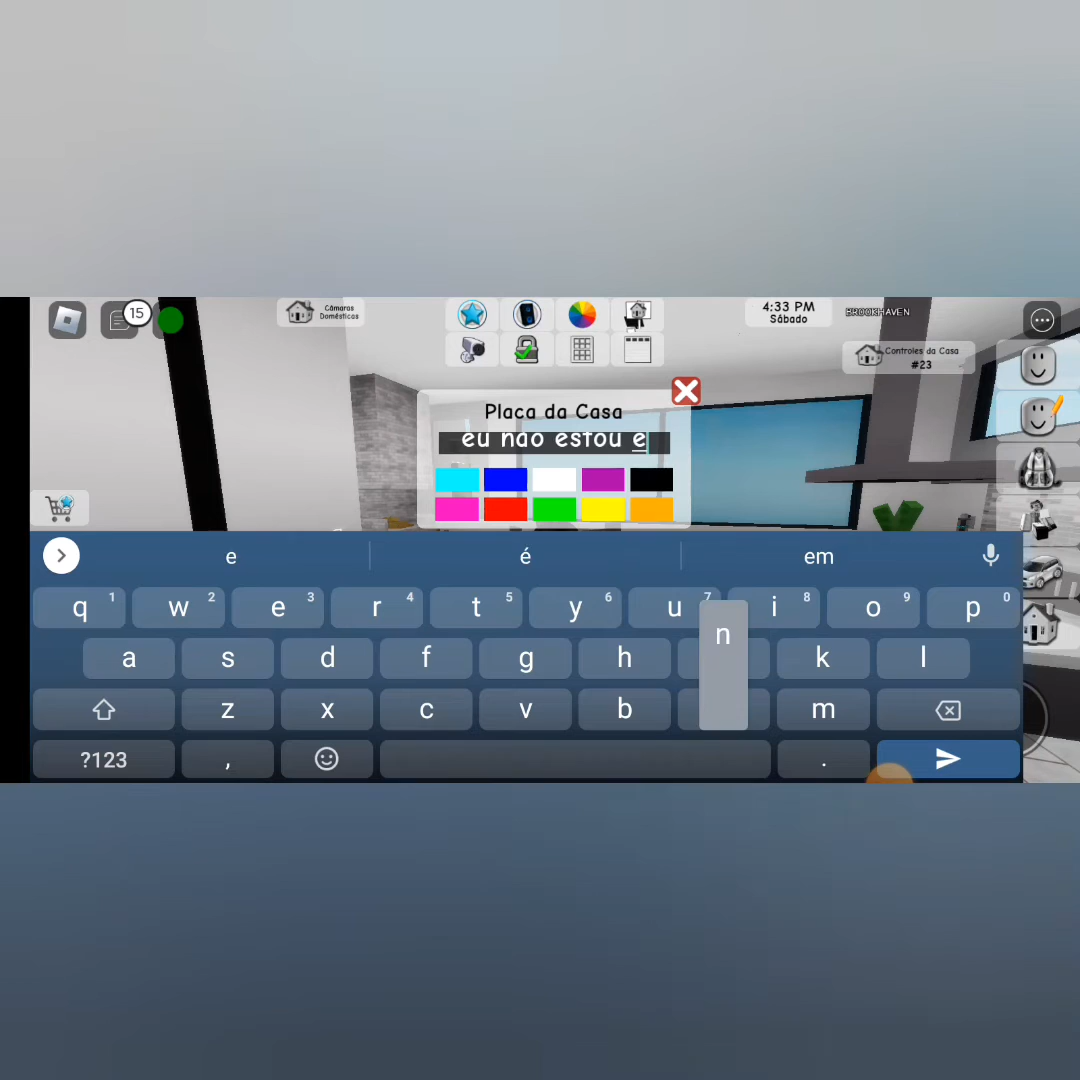 15
Câmaras
Domésticas
4:33 PM
Sábado
BROOKHAVEN
Controles da Casa
#23
Placa da Casa
eu não estou e
e é em
q 1 w 2 e 3 r 4 t 5 y 6 u 7 i 8 o 9 p 0
n
a s d f g h k l
z x c v b m
?123 , .